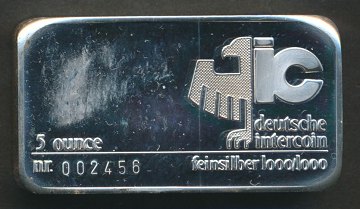 ic
deutsche
intercoin
5 ounce
nr. 002456
feinsilber 1000/1000